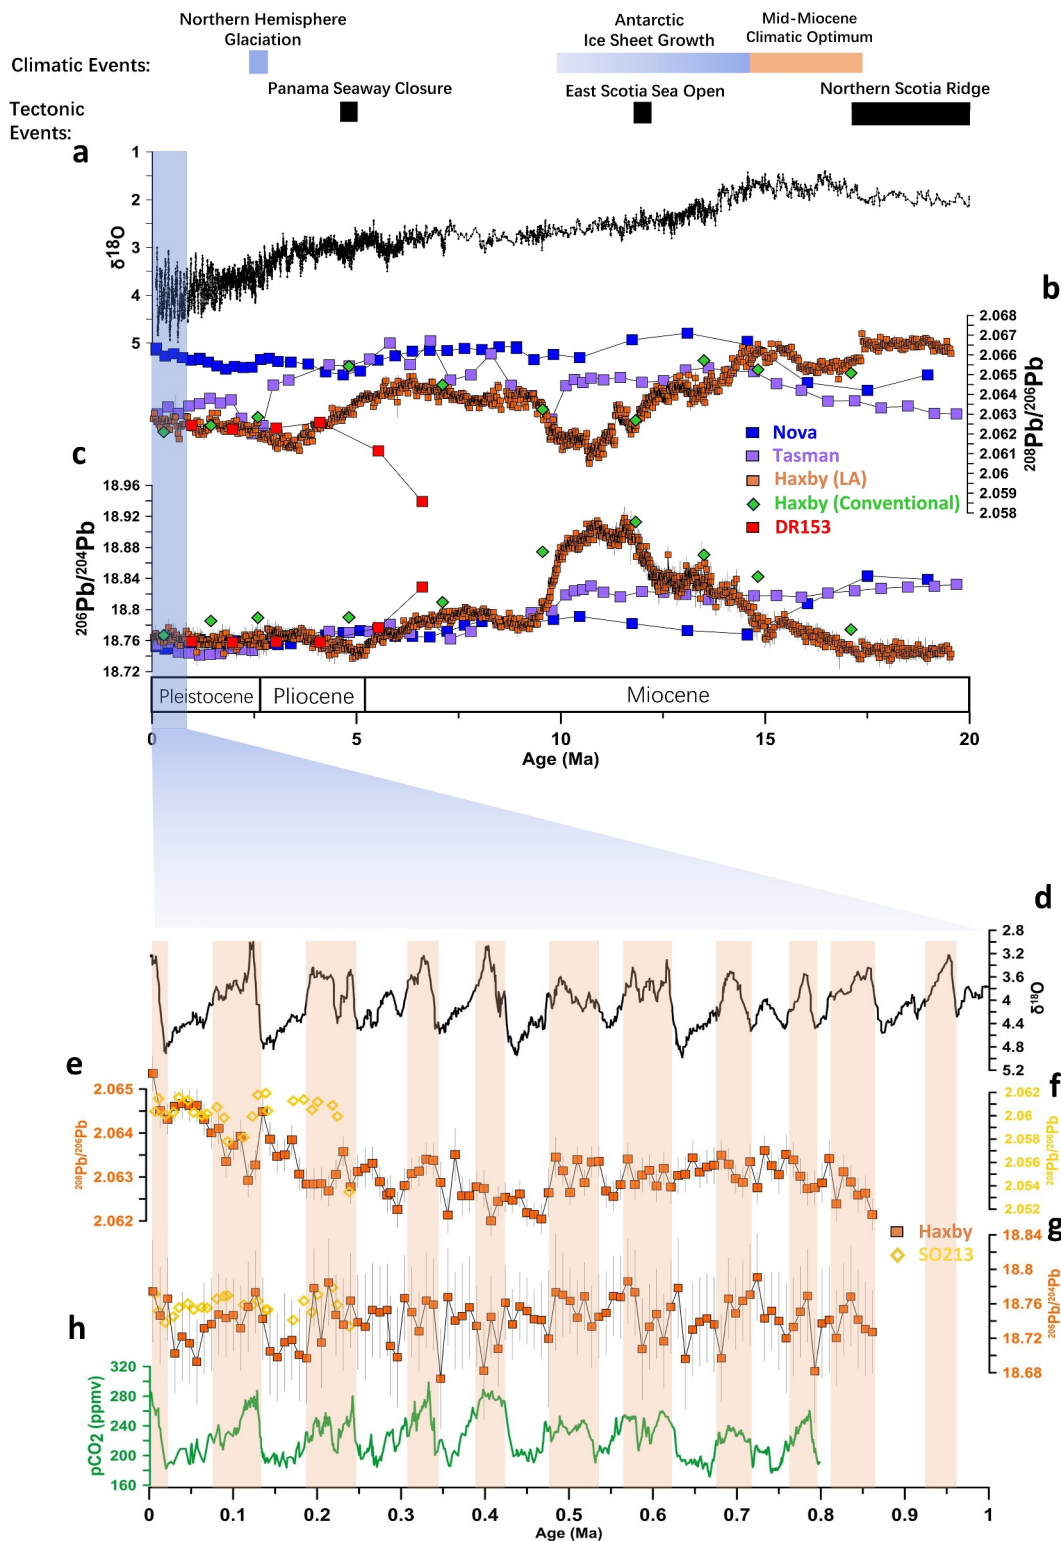 Northern Hemisphere
Glaciation
Antarctic
Ice Sheet Growth
Mid-Miocene
Climatic Optimum
Climatic Events:
Panama Seaway Closure
East Scotia Sea Open
Northern Scotia Ridge
Tectonic
Events:
a
1
2
3
4
5
δ18O
b
2.068
2.067
2.066
2.065
2.064
2.063
2.062
2.061
2.06
2.059
2.058
208Pb/206Pb
Nova
Tasman
Haxby (LA)
Haxby (Conventional)
DR153
c
18.96
18.92
18.88
18.84
18.8
18.76
18.72
206Pb/204Pb
Pleistocene
Pliocene
Miocene
0
5
10
15
20
Age (Ma)
d
2.8
3.2
3.6
4
4.4
4.8
5.2
δ18O
e
2.065
2.064
2.063
2.062
208Pb/206Pb
f
2.062
2.06
2.058
2.056
2.054
2.052
208Pb/206Pb
Haxby
SO213
g
18.84
18.8
18.76
18.72
18.68
206Pb/204Pb
h
320
280
240
200
160
pCO2 (ppmv)
0
0.1
0.2
0.3
0.4
0.5
0.6
0.7
0.8
0.9
1
Age (Ma)